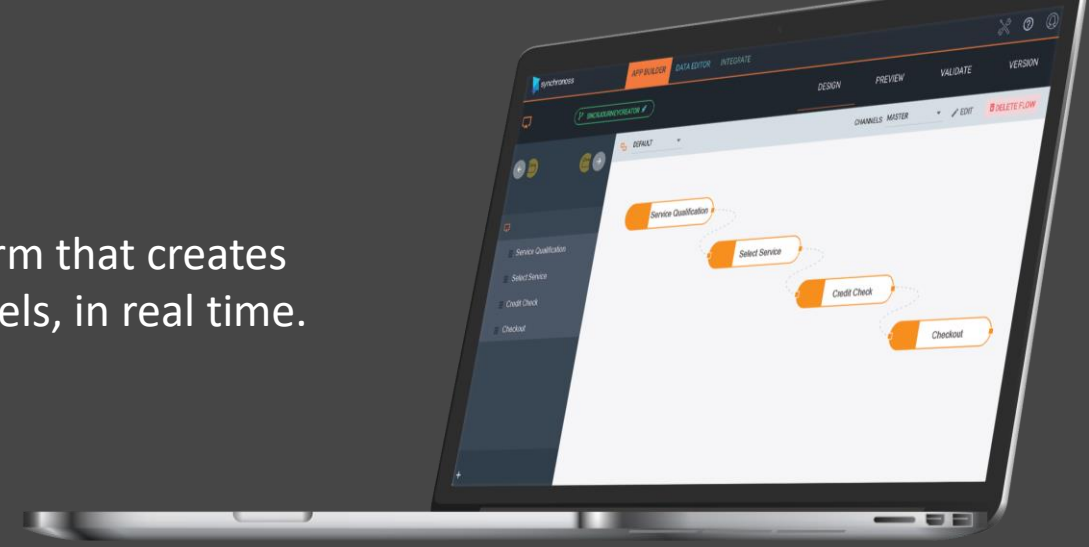 rm that creates
els, in real time.
synchronoss
APP BUILDER DATA EDITOR INTEGRATE
DESIGN PREVIEW VALIDATE VERSION
SNCRJOURNEYCREATOR
DEFAULT
CHANNELS MASTER EDIT DELETE FLOW
Service Qualification
Select Service
Credit Check
Checkout
Service Qualification
Select Service
Credit Check
Checkout